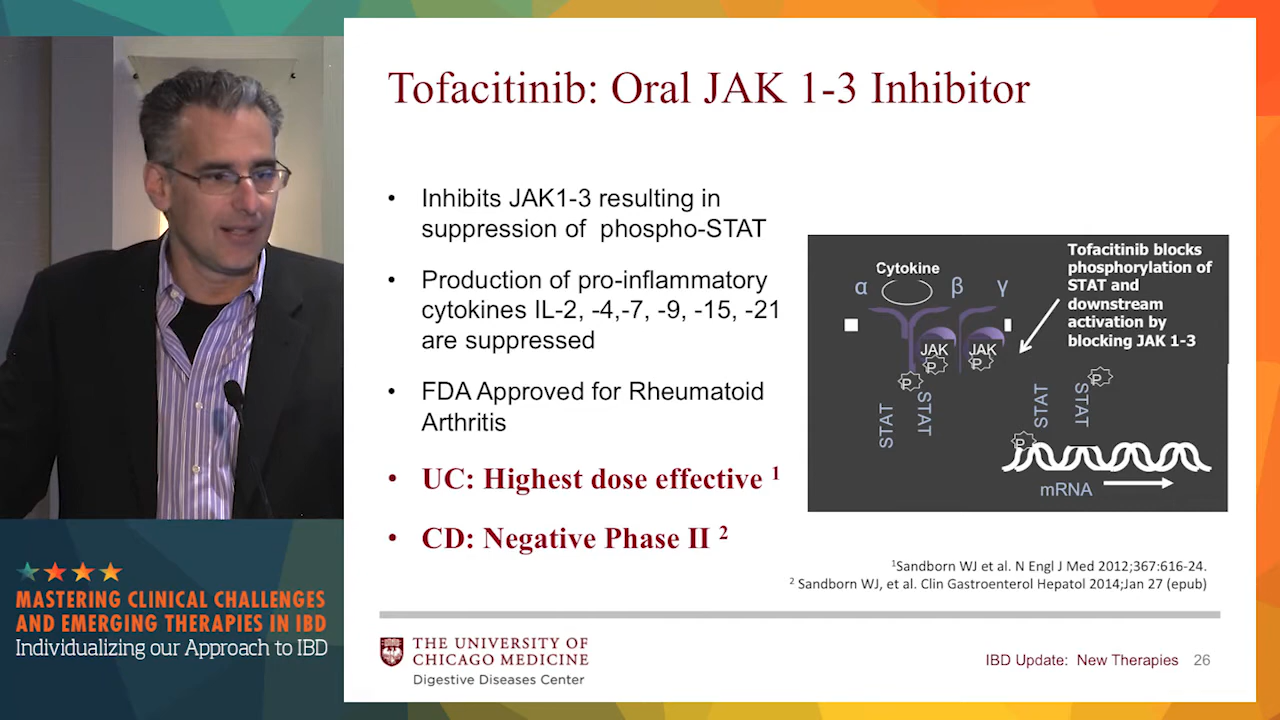 Tofacitinib: Oral JAK 1-3 Inhibitor
• Inhibits JAK1-3 resulting in
suppression of phospho-STAT
• Production of pro-inflammatory
cytokines IL-2, -4,-7, -9, -15, -21
are suppressed
• FDA Approved for Rheumatoid
Arthritis
• UC: Highest dose effective 1
• CD: Negative Phase II 2
Tofacitinib blocks
phosphorylation of
STAT and
downstream
activation by
blocking JAK 1-3
Cytokine
α β γ
JAK JAK
P P
P
STAT STAT
P
STAT STAT
P
mRNA
1Sandborn WJ et al. N Engl J Med 2012;367:616-24.
2 Sandborn WJ, et al. Clin Gastroenterol Hepatol 2014;Jan 27 (epub)
MASTERING CLINICAL CHALLENGES
AND EMERGING THERAPIES IN IBD
Individualizing our Approach to IBD
THE UNIVERSITY OF
CHICAGO MEDICINE
Digestive Diseases Center
IBD Update: New Therapies 26